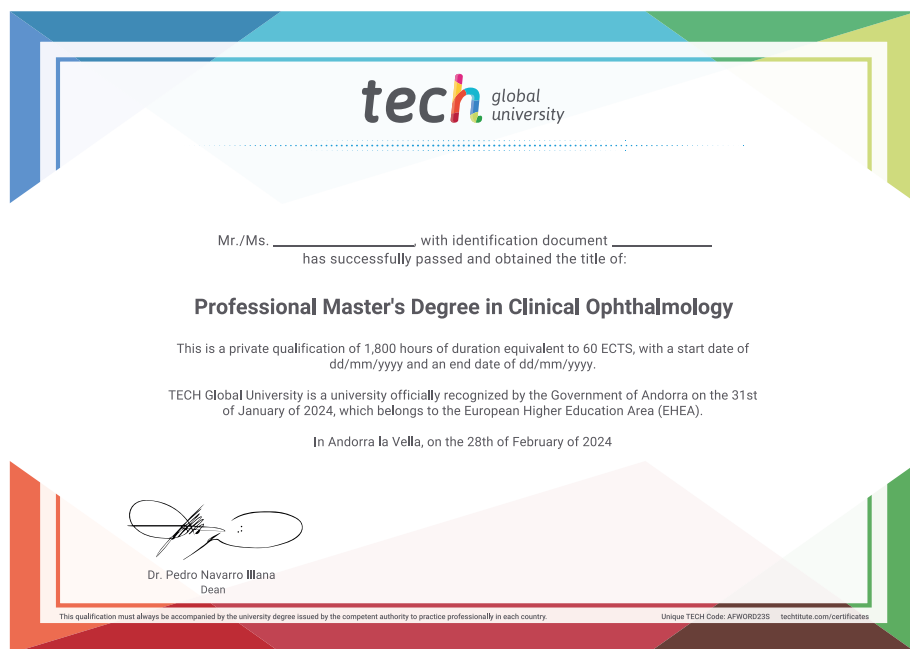 tech global university
Mr./Ms. ____________________, with identification document ______________
has successfully passed and obtained the title of:
Professional Master's Degree in Clinical Ophthalmology
This is a private qualification of 1,800 hours of duration equivalent to 60 ECTS, with a start date of
dd/mm/yyyy and an end date of dd/mm/yyyy.
TECH Global University is a university officially recognized by the Government of Andorra on the 31st
of January of 2024, which belongs to the European Higher Education Area (EHEA).
In Andorra la Vella, on the 28th of February of 2024
Dr. Pedro Navarro Illana
Dean
This qualification must always be accompanied by the university degree issued by the competent authority to practice professionally in each country.
Unique TECH Code: AFWORD23S techtitute.com/certificates